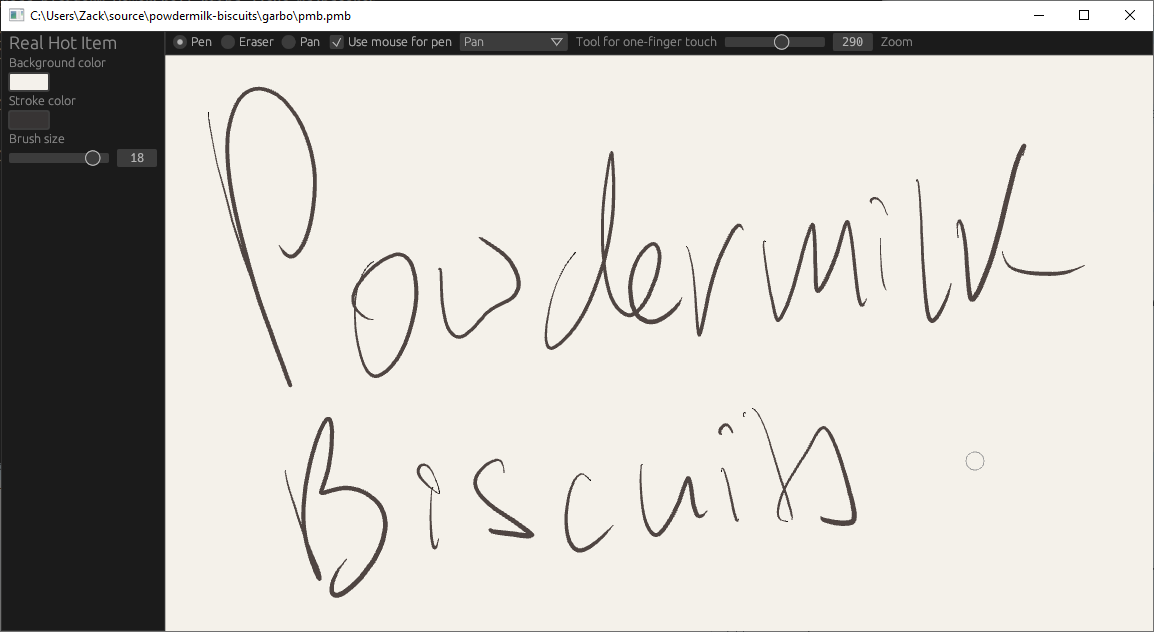 C:\Users\Zack\source\powdermilk-biscuits\garbo\pmb.pmb
Real Hot Item
Pen Eraser Pan Use mouse for pen Pan Tool for one-finger touch 290 Zoom
Background color
Stroke color
Brush size
18
Powdermilk
Biscuits